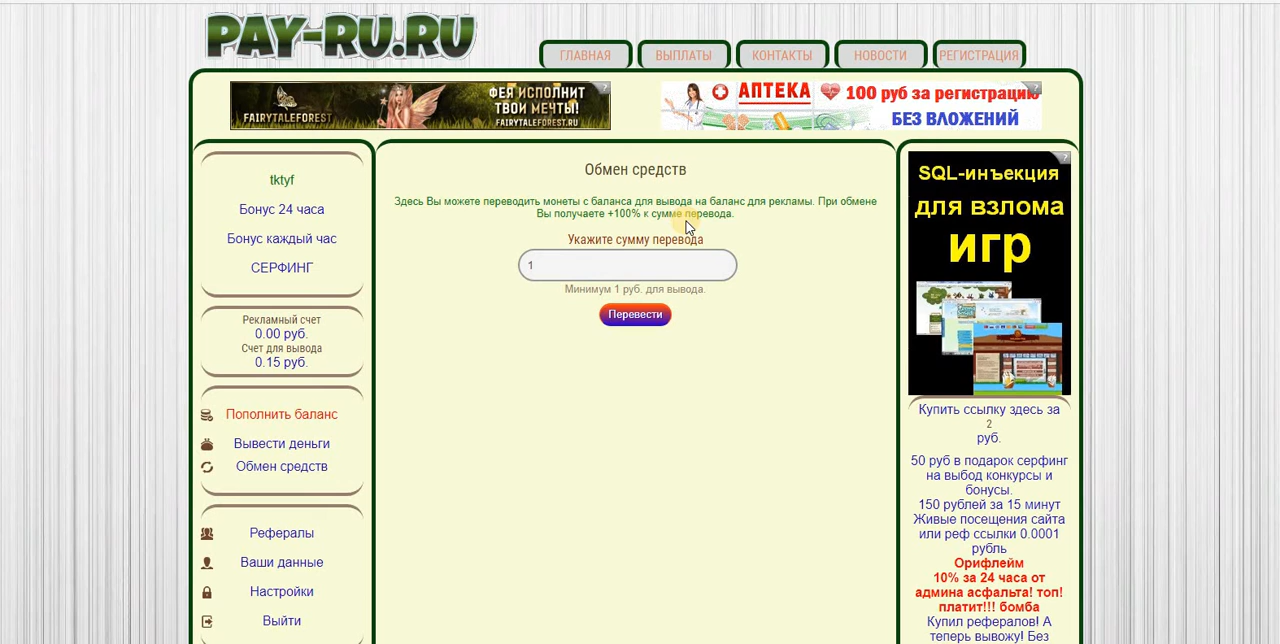 PAY-RU.RU
ГЛАВНАЯ
ВЫПЛАТЫ
КОНТАКТЫ
НОВОСТИ
РЕГИСТРАЦИЯ
FAIRYTALEFOREST
ФЕЯ ИСПОЛНИТ
ТВОИ МЕЧТЫ!
FAIRYTALEFOREST.RU
?
АПТЕКА
100 руб за регистрацию
БЕЗ ВЛОЖЕНИЙ
?
tktyf
Бонус 24 часа
Бонус каждый час
СЕРФИНГ
Рекламный счет
0.00 руб.
Счет для вывода
0.15 руб.
Пополнить баланс
Вывести деньги
Обмен средств
Рефералы
Ваши данные
Настройки
Выйти
Обмен средств
Здесь Вы можете переводить монеты с баланса для вывода на баланс для рекламы. При обмене
Вы получаете +100% к сумме перевода.
Укажите сумму перевода
1
Минимум 1 руб. для вывода.
Перевести
?
SQL-инъекция
для взлома
игр
Купить ссылку здесь за
2
руб.
50 руб в подарок серфинг
на выбод конкурсы и
бонусы.
150 рублей за 15 минут
Живые посещения сайта
или реф ссылки 0.0001
рубль
Орифлейм
10% за 24 часа от
админа асфальта! топ!
платит!!! бомба
Купил рефералов! А
теперь вывожу! Без